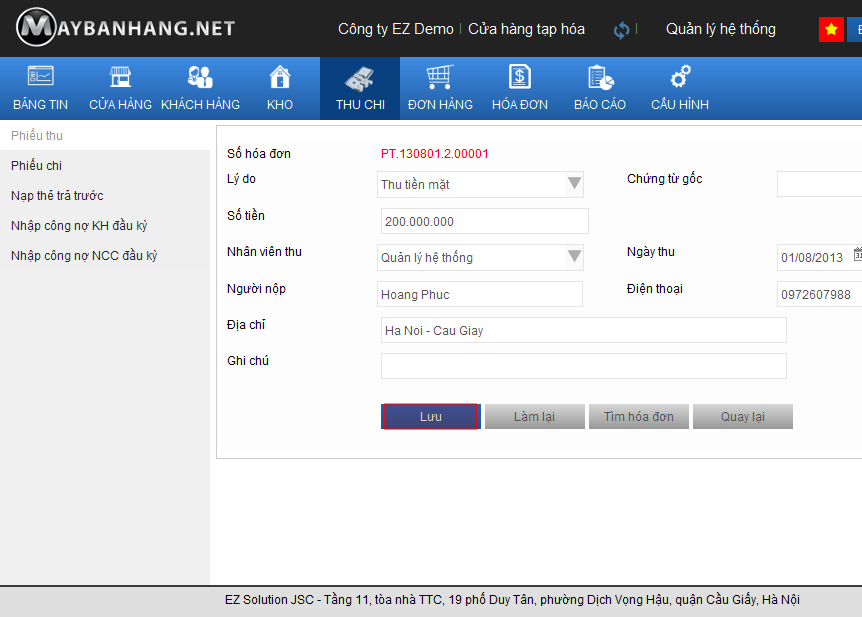 MAYBANHANG.NET Công ty EZ Demo | Cửa hàng tạp hóa | Quản lý hệ thống
BẢNG TIN CỬA HÀNG KHÁCH HÀNG KHO THU CHI ĐƠN HÀNG HÓA ĐƠN BÁO CÁO CẤU HÌNH
Phiếu thu
Phiếu chi
Nạp thẻ trả trước
Nhập công nợ KH đầu kỳ
Nhập công nợ NCC đầu kỳ
Số hóa đơn PT.130801.2.00001
Lý do Thu tiền mặt Chứng từ gốc
Số tiền 200.000.000
Nhân viên thu Quản lý hệ thống Ngày thu 01/08/2013
Người nộp Hoang Phuc Điện thoại 0972607988
Địa chỉ Ha Noi - Cau Giay
Ghi chú
Lưu Làm lại Tìm hóa đơn Quay lại
EZ Solution JSC - Tầng 11, tòa nhà TTC, 19 phố Duy Tân, phường Dịch Vọng Hậu, quận Cầu Giấy, Hà Nội